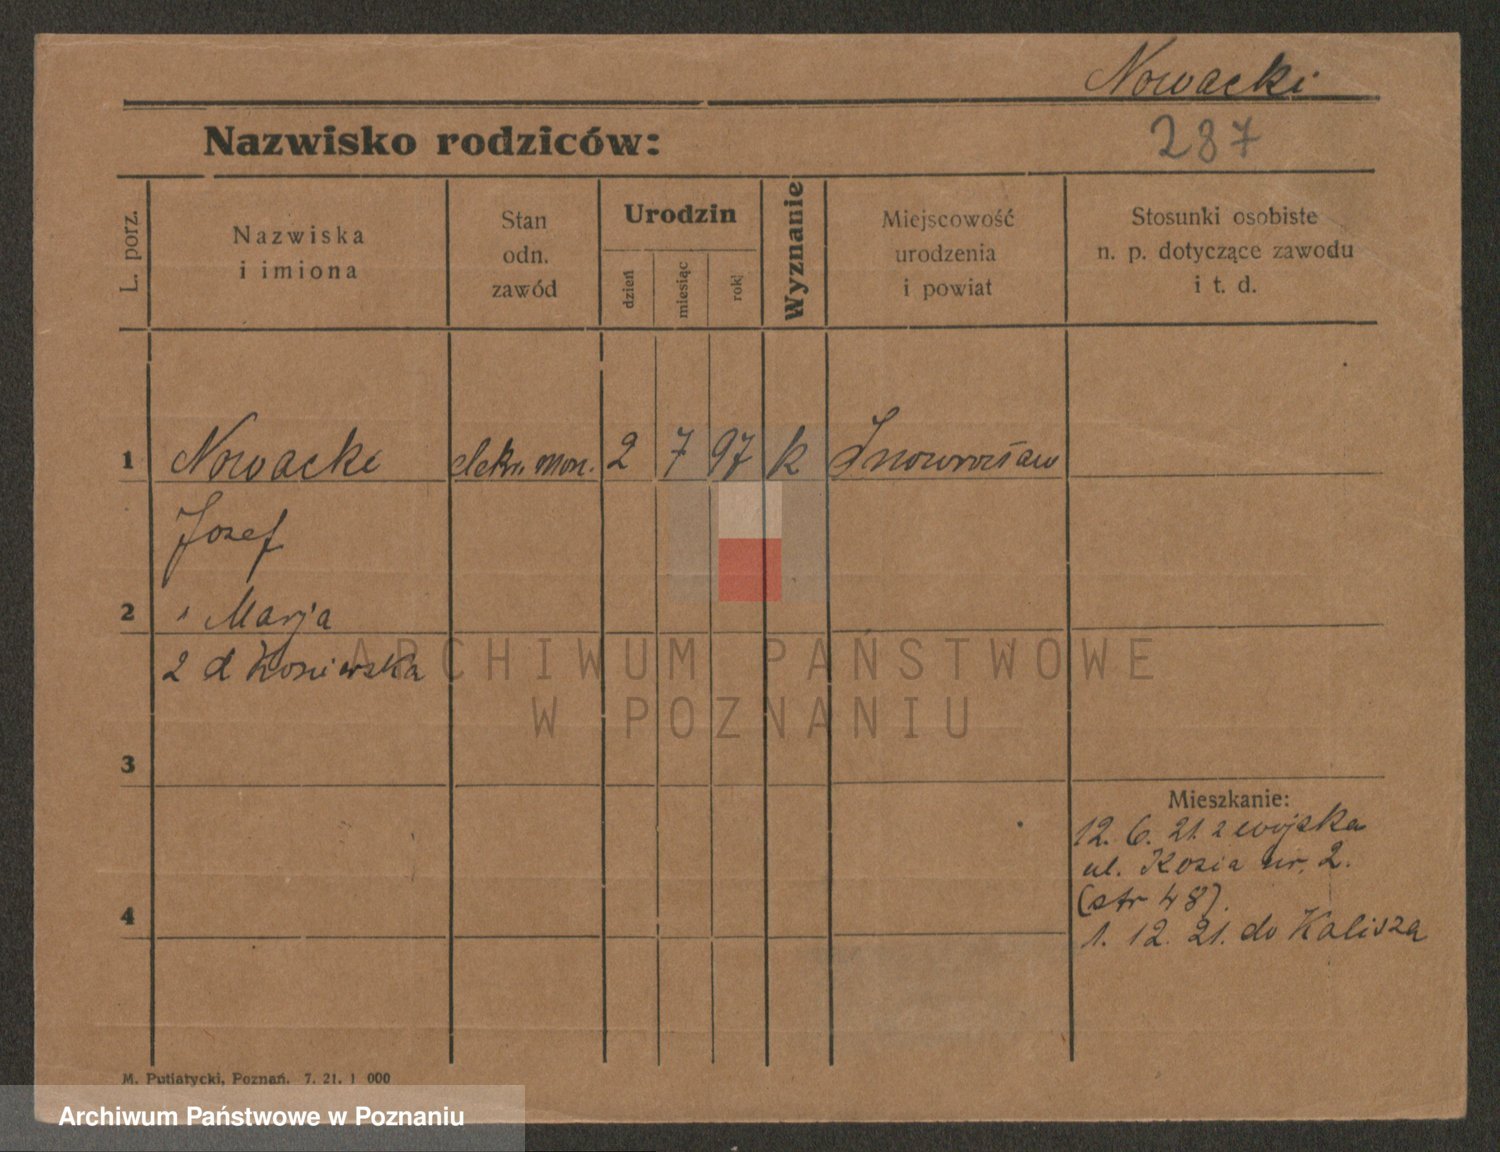 Nowacki
Nazwisko rodziców:
287
L. porz.
Nazwiska
i imiona
Stan
odn.
zawód
Urodzin
dzień
miesiąc
rok
Wyznanie
Miejscowość
urodzenia
i powiat
Stosunki osobiste
n. p. dotyczące zawodu
i t. d.
1 Nowacki elektr. mon. 2 7 97 k Inowrocław
Józef
2 Marja
2 d
3
Mieszkanie:
12. 6. 21. z wojska
ul. Kozia nr. 2.
(str 48).
4
1. 12. 21. do Kalisza
M. Putiatycki, Poznań. 7. 21. 1 000
ARCHIWUM PAŃSTWOWE
W POZNANIU
Archiwum Państwowe w Poznaniu